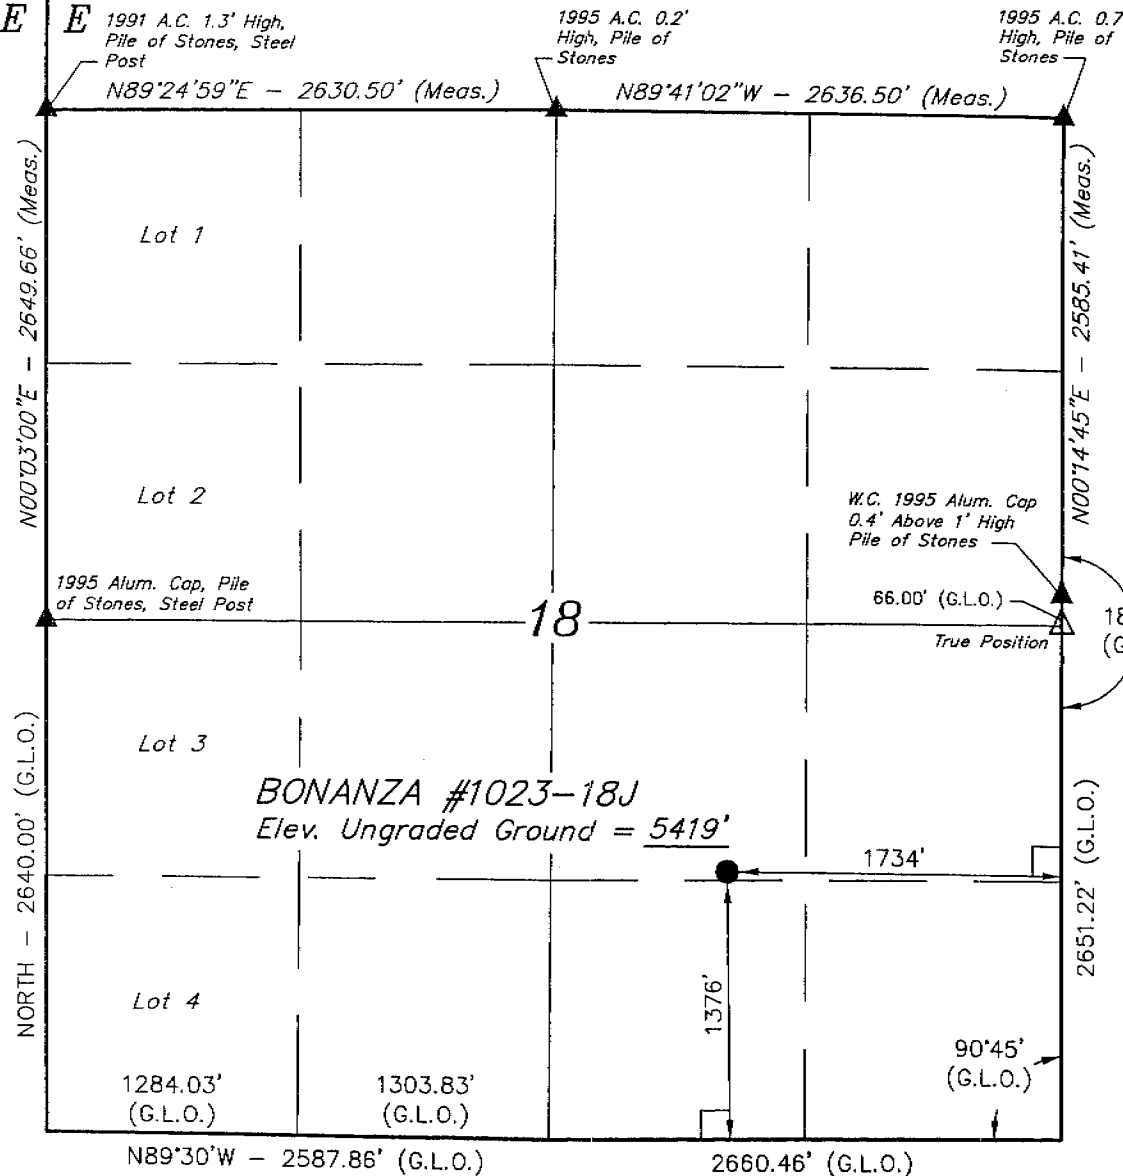 E E
1991 A.C. 1.3' High,
Pile of Stones, Steel
Post
1995 A.C. 0.2'
High, Pile of
Stones
1995 A.C. 0.7
High, Pile of
Stones
N89°24'59"E - 2630.50' (Meas.)
N89°41'02"W - 2636.50' (Meas.)
N00°03'00"E - 2649.66' (Meas.)
N00°14'45"E - 2585.41' (Meas.)
Lot 1
Lot 2
W.C. 1995 Alum. Cap
0.4' Above 1' High
Pile of Stones
1995 Alum. Cap, Pile
of Stones, Steel Post
66.00' (G.L.O.)
18
True Position
18
(G
Lot 3
NORTH - 2640.00' (G.L.O.)
BONANZA #1023-18J
Elev. Ungraded Ground = 5419'
1734'
2651.22' (G.L.O.)
1376'
Lot 4
90°45'
(G.L.O.)
1284.03'
(G.L.O.)
1303.83'
(G.L.O.)
N89°30'W - 2587.86' (G.L.O.)
2660.46' (G.L.O.)